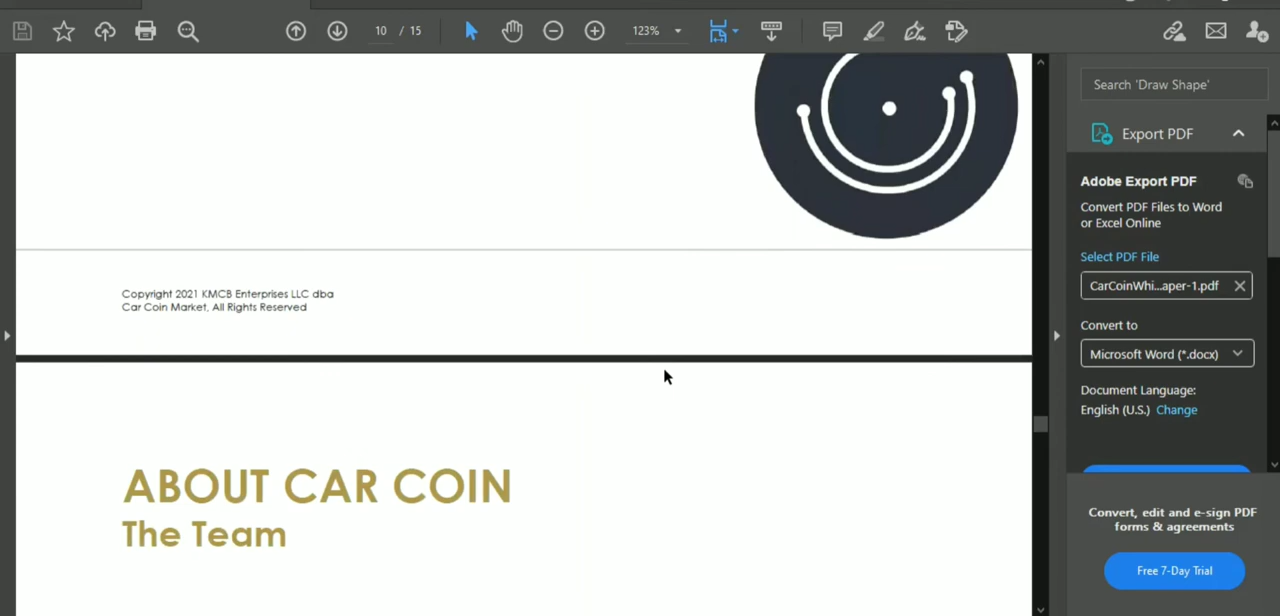 10 / 15
123%
Search 'Draw Shape'
Export PDF
Adobe Export PDF
Convert PDF Files to Word
or Excel Online
Select PDF File
CarCoinWhi...aper-1.pdf
Convert to
Microsoft Word (*.docx)
Document Language:
English (U.S.) Change
Convert, edit and e-sign PDF
forms & agreements
Free 7-Day Trial
Copyright 2021 KMCB Enterprises LLC dba
Car Coin Market, All Rights Reserved
ABOUT CAR COIN
The Team